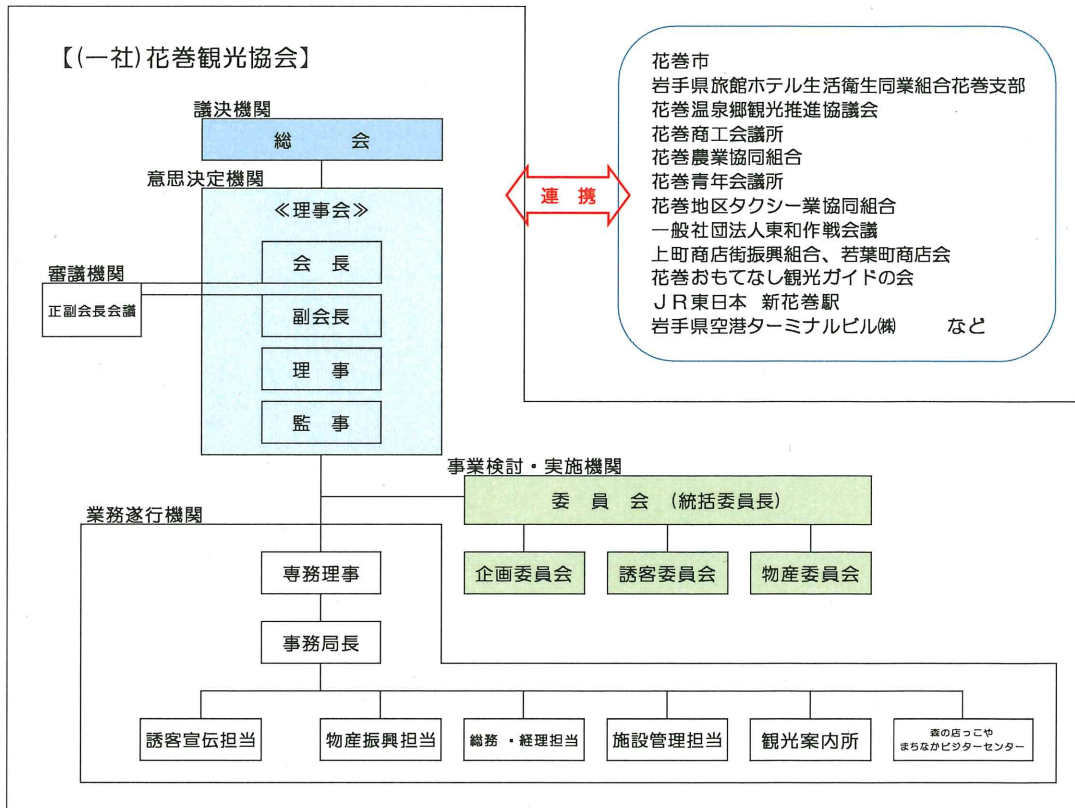 【(一社)花巻観光協会】
議決機関
総　　会
意思決定機関
≪理事会≫
会　長
副会長
理　事
監　事
審議機関
正副会長会議
連　携
花巻市
岩手県旅館ホテル生活衛生同業組合花巻支部
花巻温泉郷観光推進協議会
花巻商工会議所
花巻農業協同組合
花巻青年会議所
花巻地区タクシー業協同組合
一般社団法人東和作戦会議
上町商店街振興組合、若葉町商店会
花巻おもてなし観光ガイドの会
ＪＲ東日本　新花巻駅
岩手県空港ターミナルビル㈱　　など
事業検討・実施機関
委　員　会　(統括委員長)
企画委員会
誘客委員会
物産委員会
業務遂行機関
専務理事
事務局長
誘客宣伝担当
物産振興担当
総務・経理担当
施設管理担当
観光案内所
森の店っこや
まちなかビジターセンター